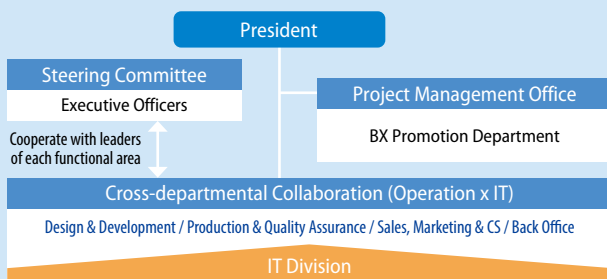 President
Steering Committee
Executive Officers
Project Management Office
BX Promotion Department
Cooperate with leaders
of each functional area
Cross-departmental Collaboration (Operation x IT)
Design & Development / Production & Quality Assurance / Sales, Marketing & CS / Back Office
IT Division